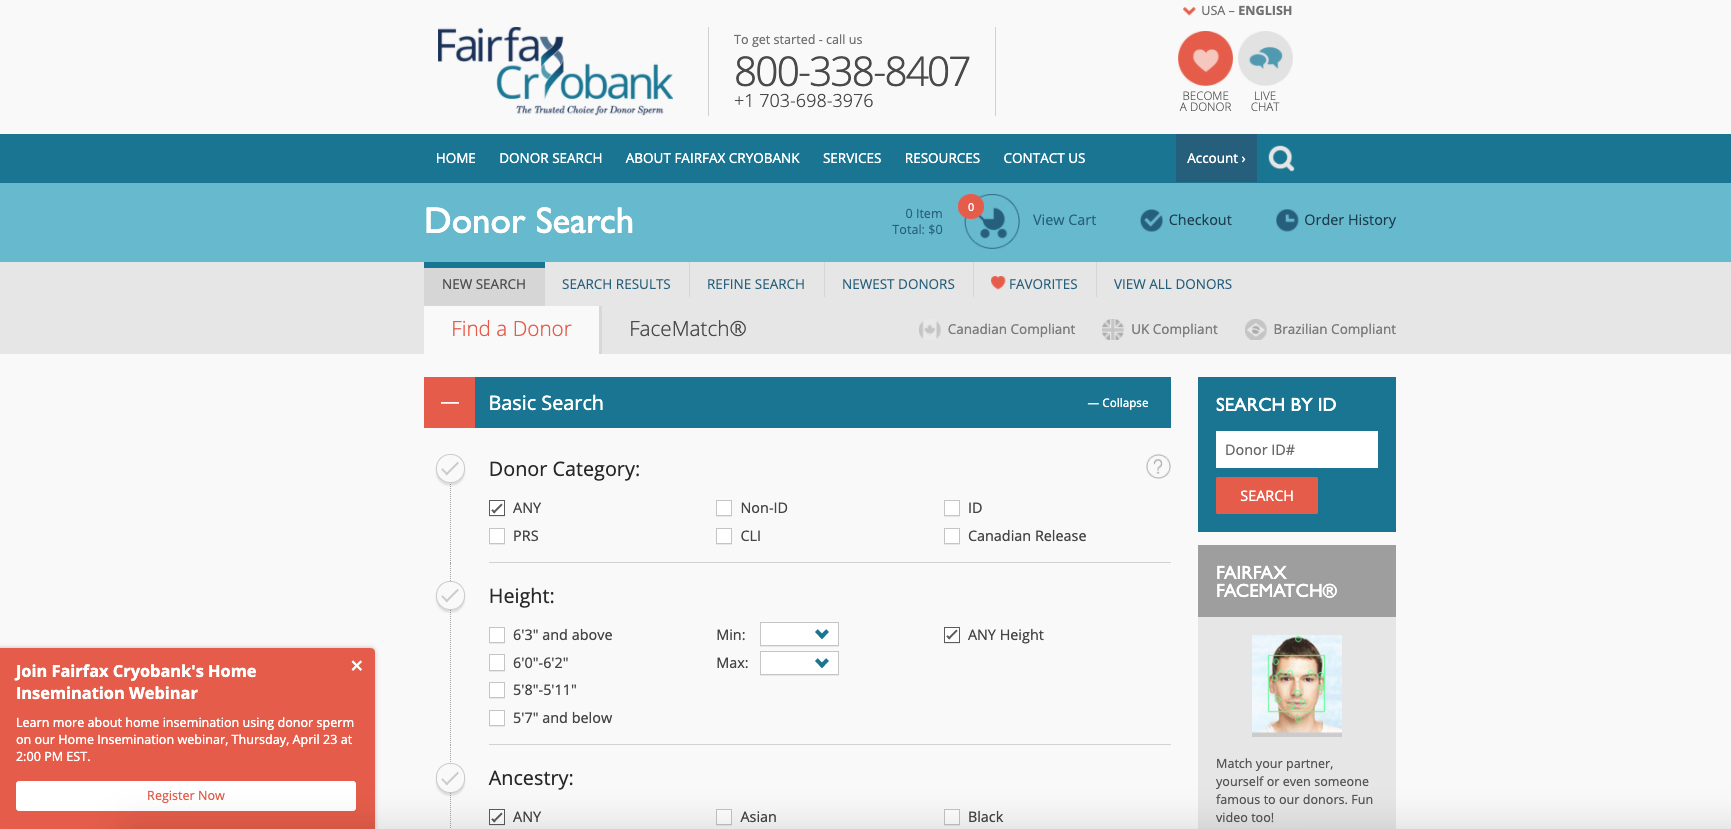 USA – ENGLISH
Fairfax
Cryobank
The Trusted Choice for Donor Sperm
To get started - call us
800-338-8407
+1 703-698-3976
BECOME
A DONOR
LIVE
CHAT
HOME DONOR SEARCH ABOUT FAIRFAX CRYOBANK SERVICES RESOURCES CONTACT US Account ›
Donor Search
0 Item
Total: $0
0
View Cart
Checkout
Order History
NEW SEARCH SEARCH RESULTS REFINE SEARCH NEWEST DONORS FAVORITES VIEW ALL DONORS
Find a Donor FaceMatch® Canadian Compliant UK Compliant Brazilian Compliant
Basic Search
— Collapse
Donor Category:
?
ANY Non-ID ID
PRS CLI Canadian Release
Height:
6'3" and above Min: ANY Height
6'0"-6'2" Max:
5'8"-5'11"
5'7" and below
Ancestry:
ANY Asian Black
SEARCH BY ID
Donor ID#
SEARCH
FAIRFAX
FACEMATCH®
Match your partner,
yourself or even someone
famous to our donors. Fun
video too!
Join Fairfax Cryobank's Home
Insemination Webinar
Learn more about home insemination using donor sperm
on our Home Insemination webinar, Thursday, April 23 at
2:00 PM EST.
Register Now